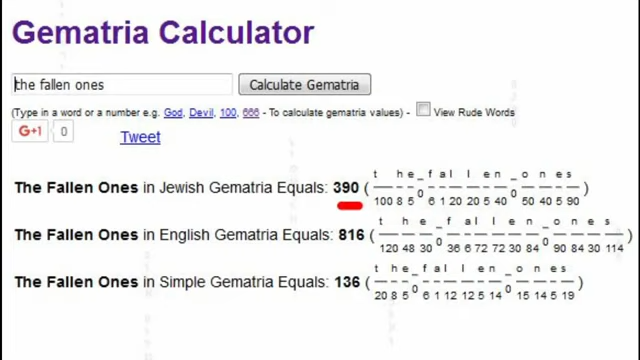 Gematria Calculator
the fallen ones
Calculate Gematria
(Type in a word or a number e.g. God, Devil, 100, 666 - To calculate gematria values) - View Rude Words
G+1 0
Tweet
t h e _ f a l l e n _ o n e s
The Fallen Ones in Jewish Gematria Equals: 390 (
100 8 5 0 6 1 20 20 5 40 0 50 40 5 90 )
t h e _ f a l l e n _ o n e s
The Fallen Ones in English Gematria Equals: 816 (
120 48 30 0 36 6 72 72 30 84 0 90 84 30 114 )
t h e _ f a l l e n _ o n e s
The Fallen Ones in Simple Gematria Equals: 136 (
20 8 5 0 6 1 12 12 5 14 0 15 14 5 19 )